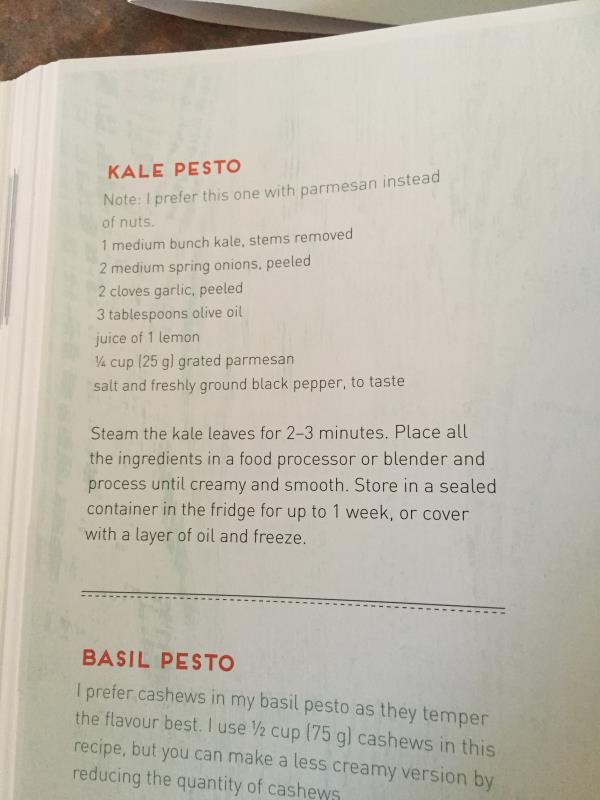 KALE PESTO
Note: I prefer this one with parmesan instead
of nuts.
1 medium bunch kale, stems removed
2 medium spring onions, peeled
2 cloves garlic, peeled
3 tablespoons olive oil
juice of 1 lemon
¼ cup (25 g) grated parmesan
salt and freshly ground black pepper, to taste
Steam the kale leaves for 2–3 minutes. Place all
the ingredients in a food processor or blender and
process until creamy and smooth. Store in a sealed
container in the fridge for up to 1 week, or cover
with a layer of oil and freeze.
BASIL PESTO
I prefer cashews in my basil pesto as they temper
the flavour best. I use ½ cup (75 g) cashews in this
recipe, but you can make a less creamy version by
reducing the quantity of cashews